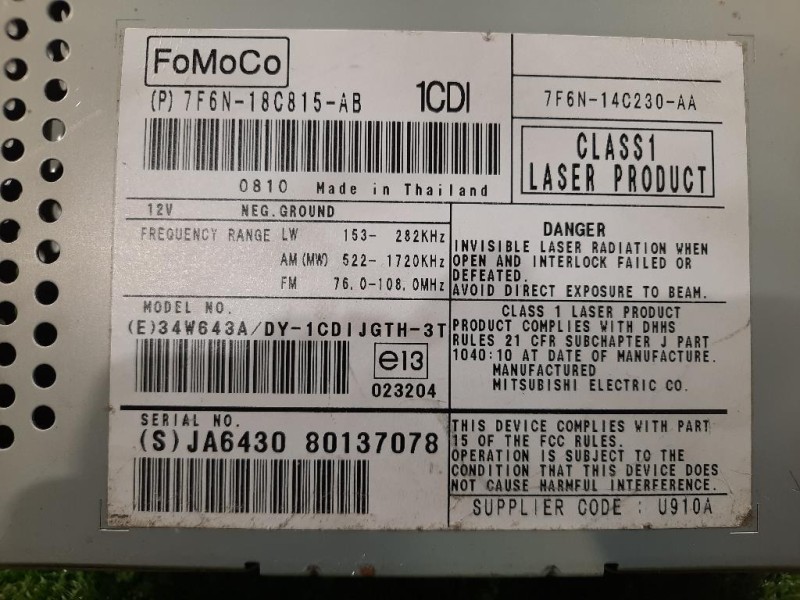 FoMoCo
(P) 7F6N-18C815-AB 1CDI
0810 Made in Thailand
7F6N-14C230-AA
CLASS1
LASER PRODUCT
12V NEG.GROUND
FREQUENCY RANGE LW 153- 282KHz
AM (MW) 522- 1720KHz
FM 76.0-108.0MHz
DANGER
INVISIBLE LASER RADIATION WHEN
OPEN AND INTERLOCK FAILED OR
DEFEATED.
AVOID DIRECT EXPOSURE TO BEAM.
MODEL NO.
(E)34W643A/DY-1CDIJGTH-3T
e13
023204
CLASS 1 LASER PRODUCT
PRODUCT COMPLIES WITH DHHS
RULES 21 CFR SUBCHAPTER J PART
1040:10 AT DATE OF MANUFACTURE.
MANUFACTURED
MITSUBISHI ELECTRIC CO.
SERIAL NO.
(S)JA6430 80137078
THIS DEVICE COMPLIES WITH PART
15 OF THE FCC RULES.
OPERATION IS SUBJECT TO THE
CONDITION THAT THIS DEVICE DOES
NOT CAUSE HARMFUL INTERFERENCE.
SUPPLIER CODE : U910A